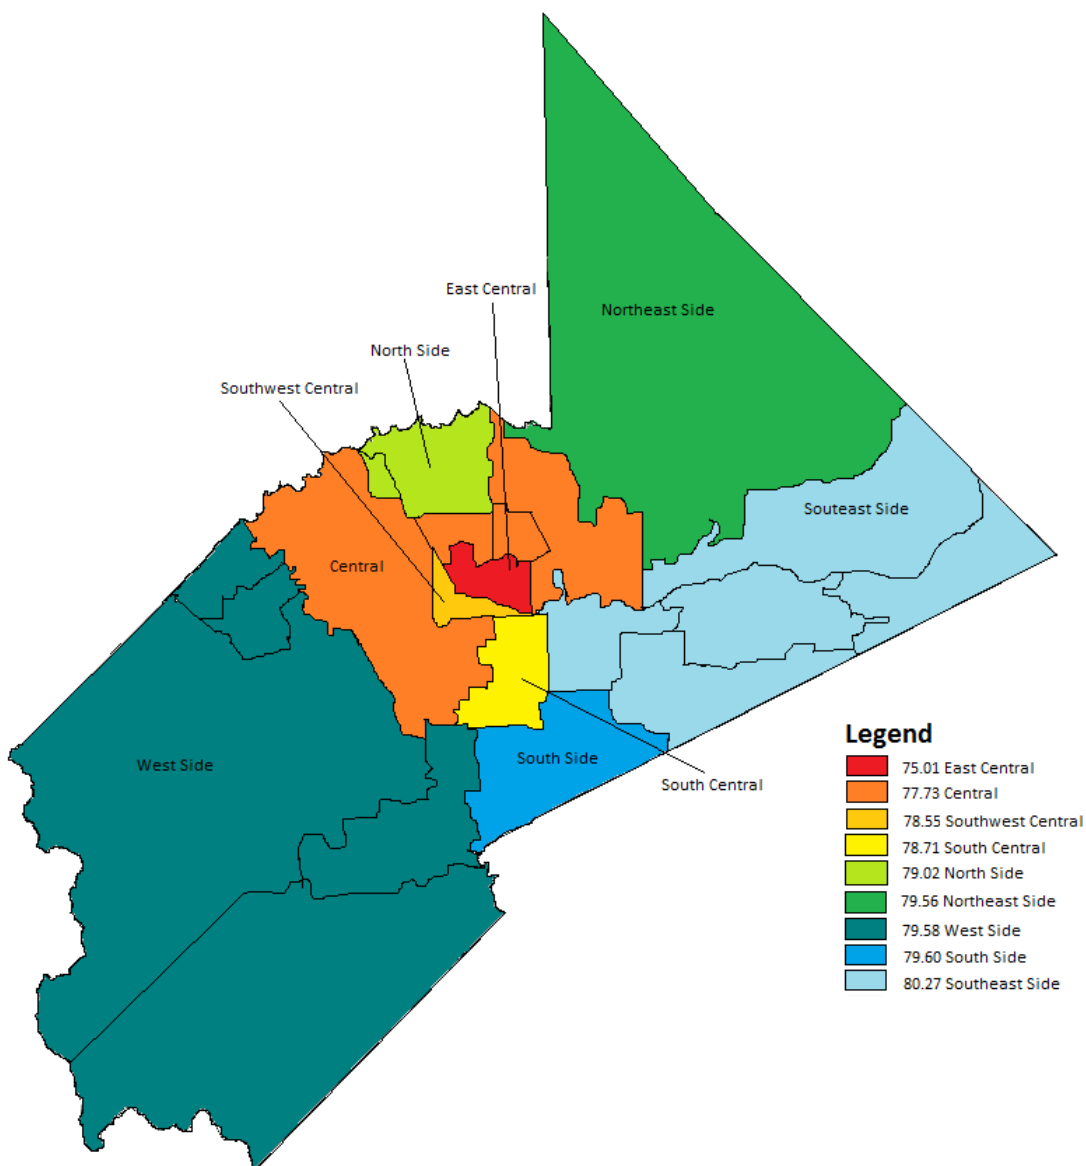 East Central
Northeast Side
North Side
Southwest Central
Souteast Side
Central
West Side
South Side
South Central
Legend
75.01 East Central
77.73 Central
78.55 Southwest Central
78.71 South Central
79.02 North Side
79.56 Northeast Side
79.58 West Side
79.60 South Side
80.27 Southeast Side